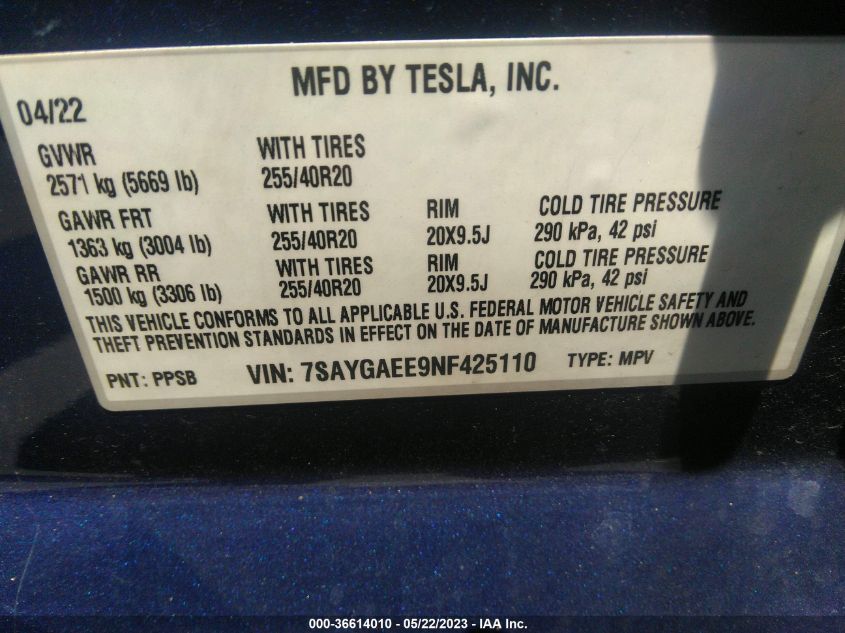 MFD BY TESLA, INC.
04/22
GVWR WITH TIRES
2571 kg (5669 lb) 255/40R20
GAWR FRT WITH TIRES RIM COLD TIRE PRESSURE
1363 kg (3004 lb) 255/40R20 20X9.5J 290 kPa, 42 psi
GAWR RR WITH TIRES RIM COLD TIRE PRESSURE
1500 kg (3306 lb) 255/40R20 20X9.5J 290 kPa, 42 psi
THIS VEHICLE CONFORMS TO ALL APPLICABLE U.S. FEDERAL MOTOR VEHICLE SAFETY AND
THEFT PREVENTION STANDARDS IN EFFECT ON THE DATE OF MANUFACTURE SHOWN ABOVE.
PNT: PPSB VIN: 7SAYGAEE9NF425110 TYPE: MPV
000-36614010 - 05/22/2023 - IAA Inc.